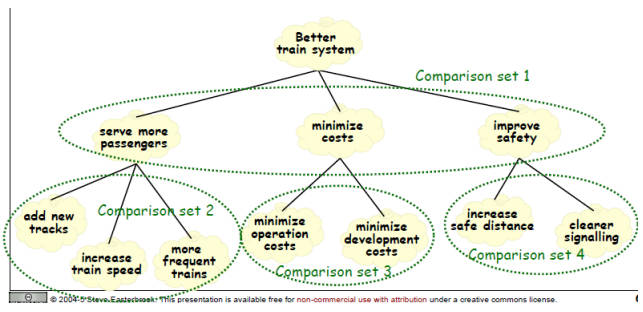 Better
train system
Comparison set 1
serve more
passengers
minimize
costs
improve
safety
add new
tracks
Comparison set 2
increase
train speed
more
frequent
trains
minimize
operation
costs
minimize
development
costs
Comparison set 3
increase
safe distance
clearer
signalling
Comparison set 4
© 2004-5 Steve Easterbrook. This presentation is available free for non-commercial use with attribution under a creative commons license.